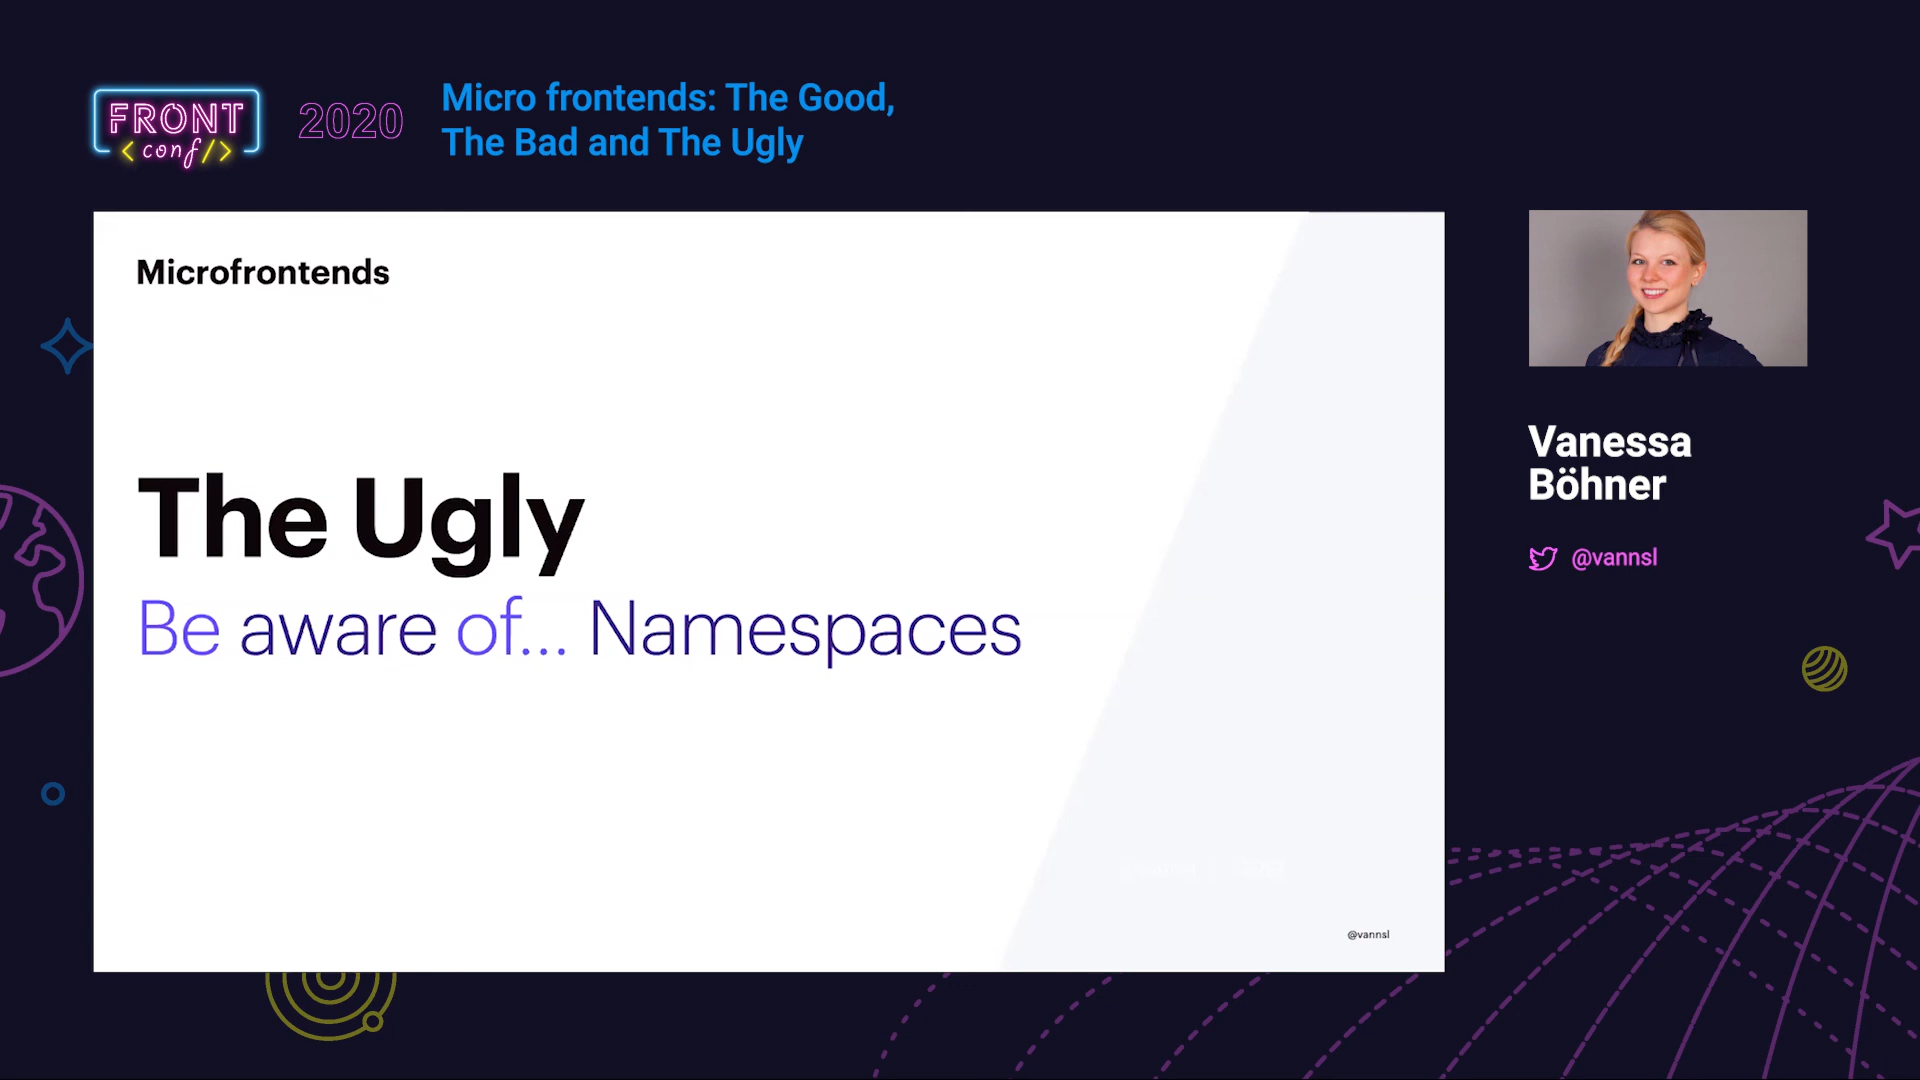 FRONT
<conf/>
2020
Micro frontends: The Good,
The Bad and The Ugly
Microfrontends
The Ugly
Be aware of... Namespaces
@vannsl
Vanessa
Böhner
@vannsl